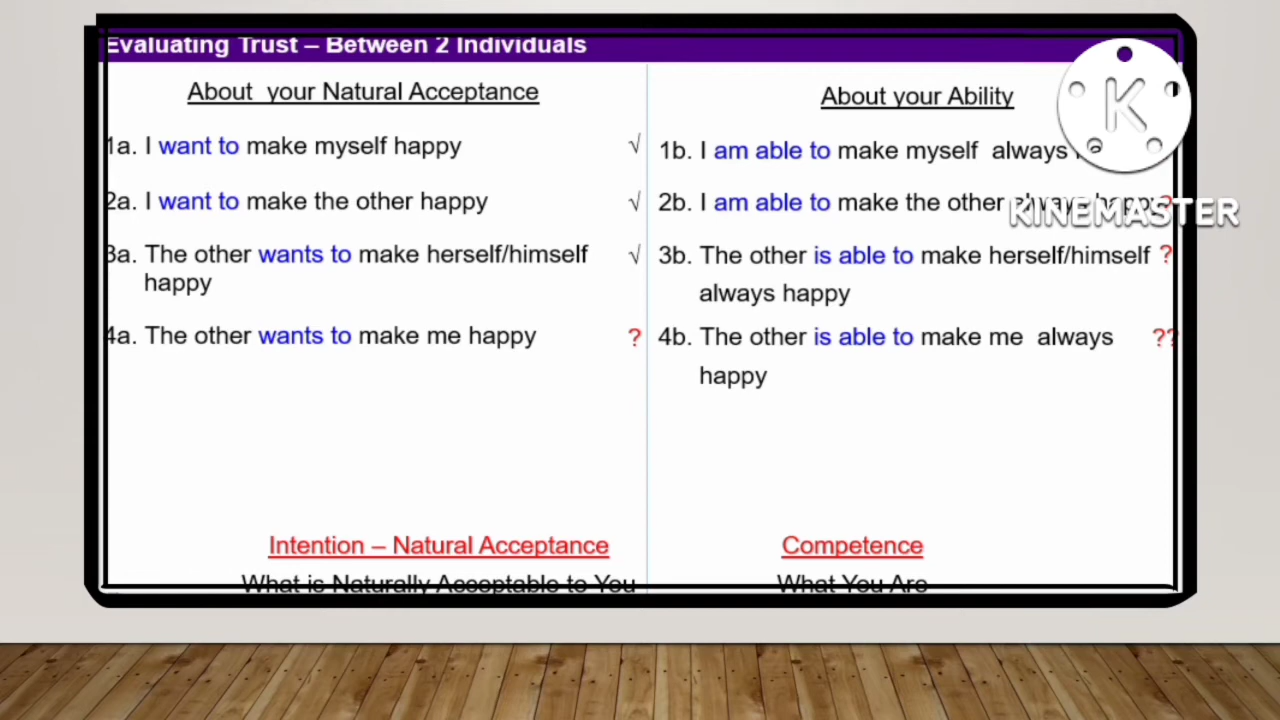 Evaluating Trust – Between 2 Individuals
About your Natural Acceptance
1a. I want to make myself happy √
2a. I want to make the other happy √
3a. The other wants to make herself/himself √
happy
4a. The other wants to make me happy ?
Intention – Natural Acceptance
What is Naturally Acceptable to You
About your Ability
1b. I am able to make myself always
2b. I am able to make the other always happy ?
3b. The other is able to make herself/himself ?
always happy
4b. The other is able to make me always ??
happy
Competence
What You Are
K
KINEMASTER